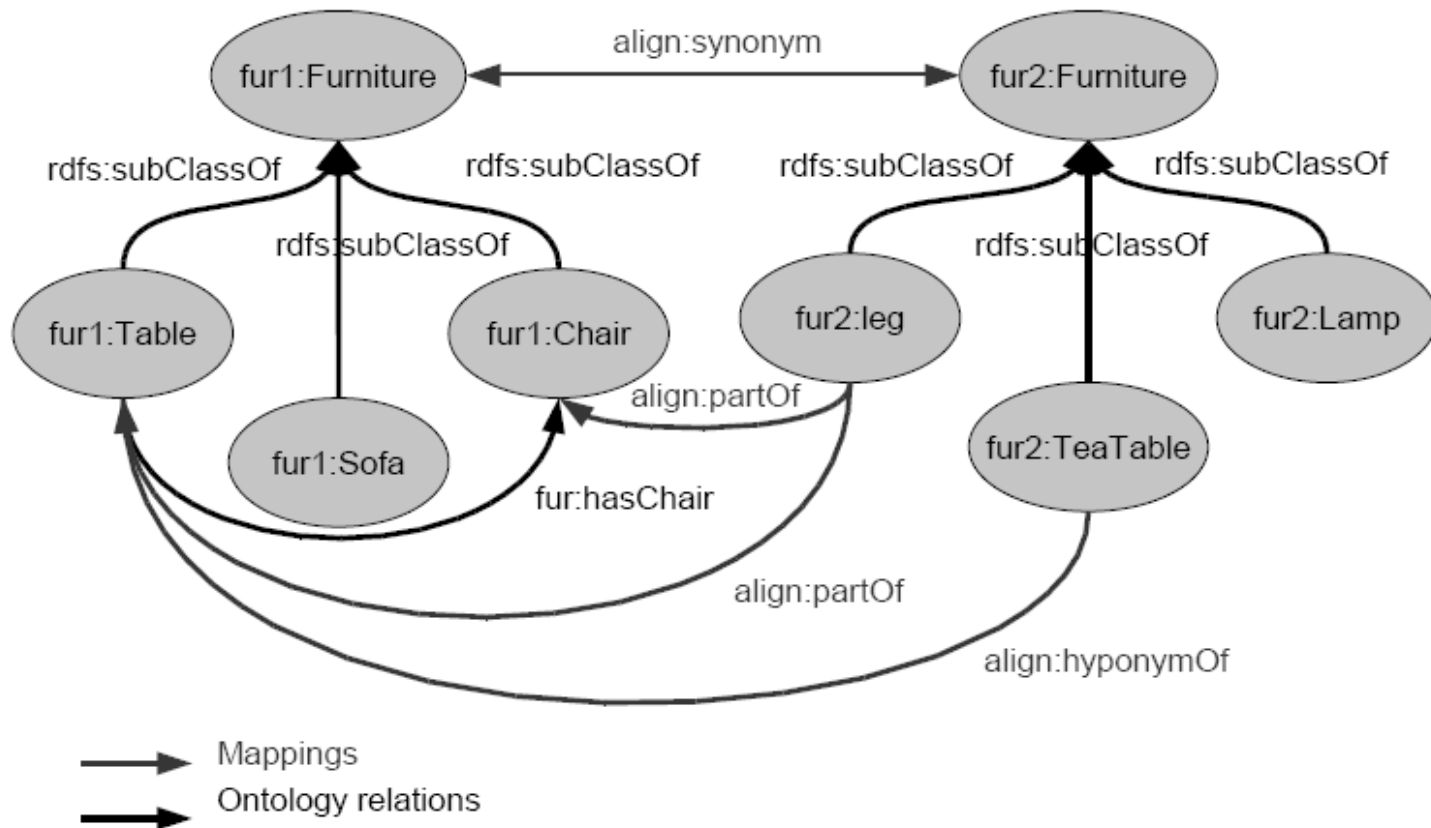 align:synonym
fur1:Furniture
fur2:Furniture
rdfs:subClassOf
rdfs:subClassOf
rdfs:subClassOf
rdfs:subClassOf
rdfs:subClassOf
rdfs:subClassOf
fur1:Table
fur1:Chair
fur2:leg
fur2:Lamp
align:partOf
fur1:Sofa
fur2:TeaTable
fur:hasChair
align:partOf
align:hyponymOf
Mappings
Ontology relations